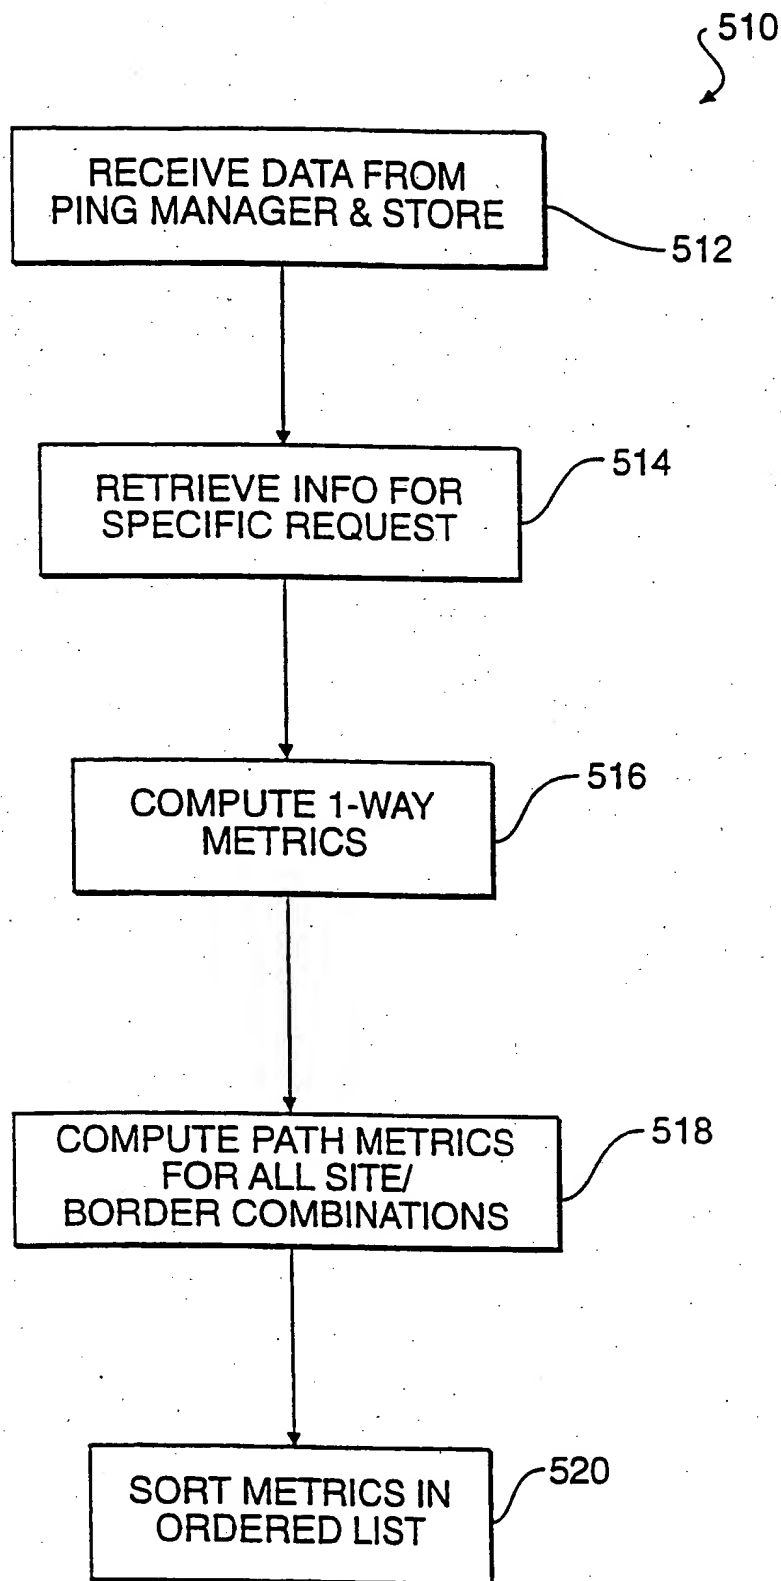 510
RECEIVE DATA FROM
PING MANAGER & STORE
512
RETRIEVE INFO FOR
SPECIFIC REQUEST
514
COMPUTE 1-WAY
METRICS
516
COMPUTE PATH METRICS
FOR ALL SITE/
BORDER COMBINATIONS
518
SORT METRICS IN
ORDERED LIST
520